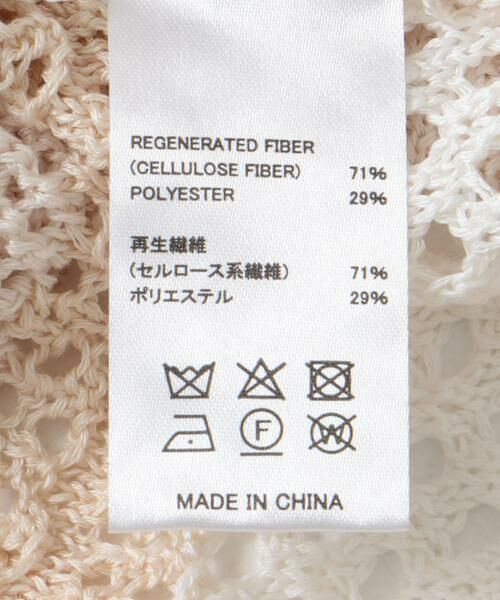 REGENERATED FIBER
(CELLULOSE FIBER) 71%
POLYESTER 29%
再生繊維
(セルロース系繊維) 71%
ポリエステル 29%
F W
MADE IN CHINA